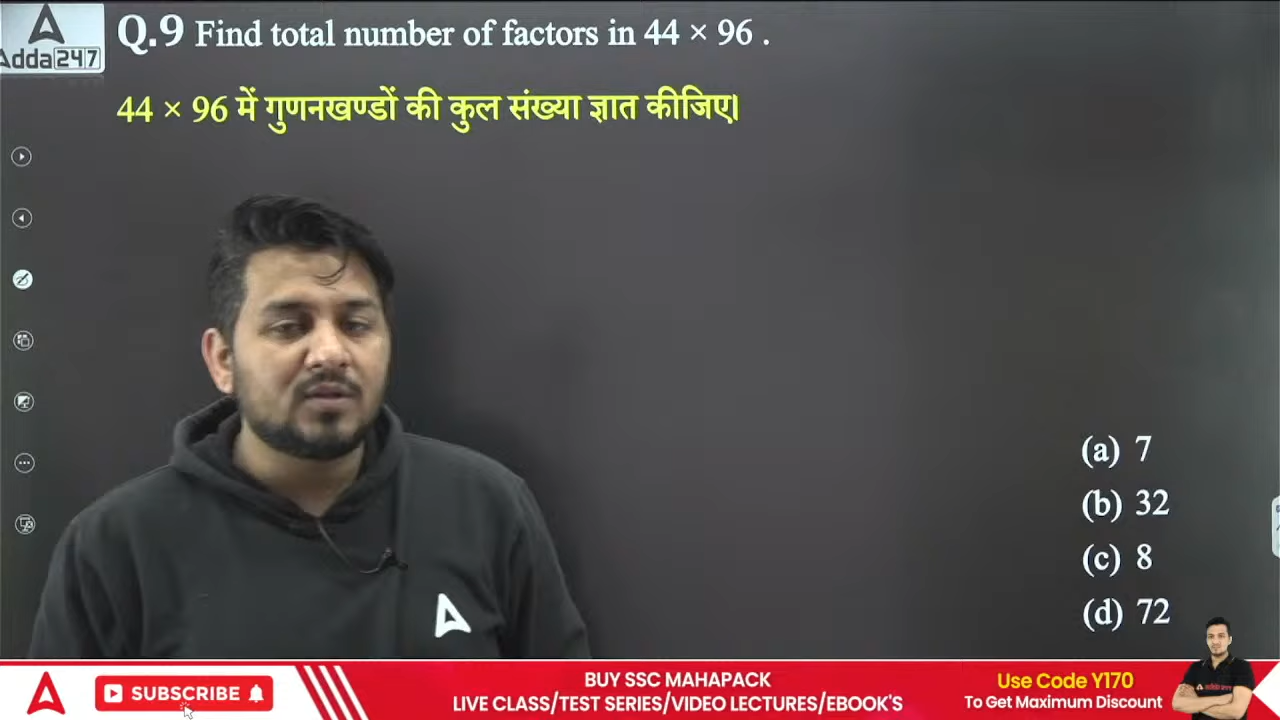 Adda247
Q.9 Find total number of factors in 44 × 96 .
44 × 96 में गुणनखण्डों की कुल संख्या ज्ञात कीजिए।
(a) 7
(b) 32
(c) 8
(d) 72
SUBSCRIBE
BUY SSC MAHAPACK
LIVE CLASS/TEST SERIES/VIDEO LECTURES/EBOOK'S
Use Code Y170
To Get Maximum Discount